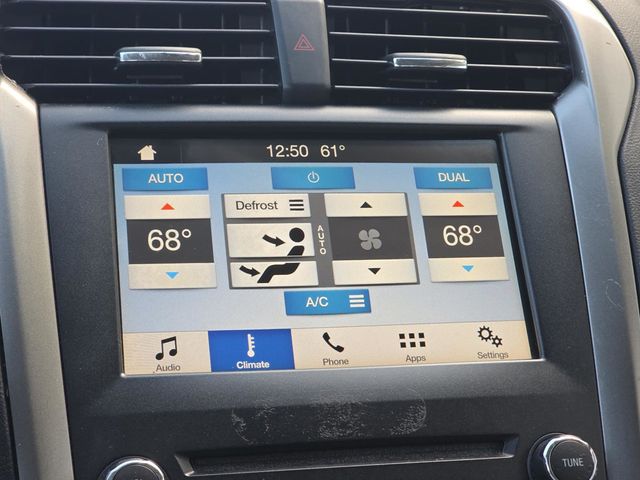 12:50 61°
AUTO
DUAL
Defrost
68°
AUTO
68°
A/C
Audio
Climate
Phone
Apps
Settings
TUNE